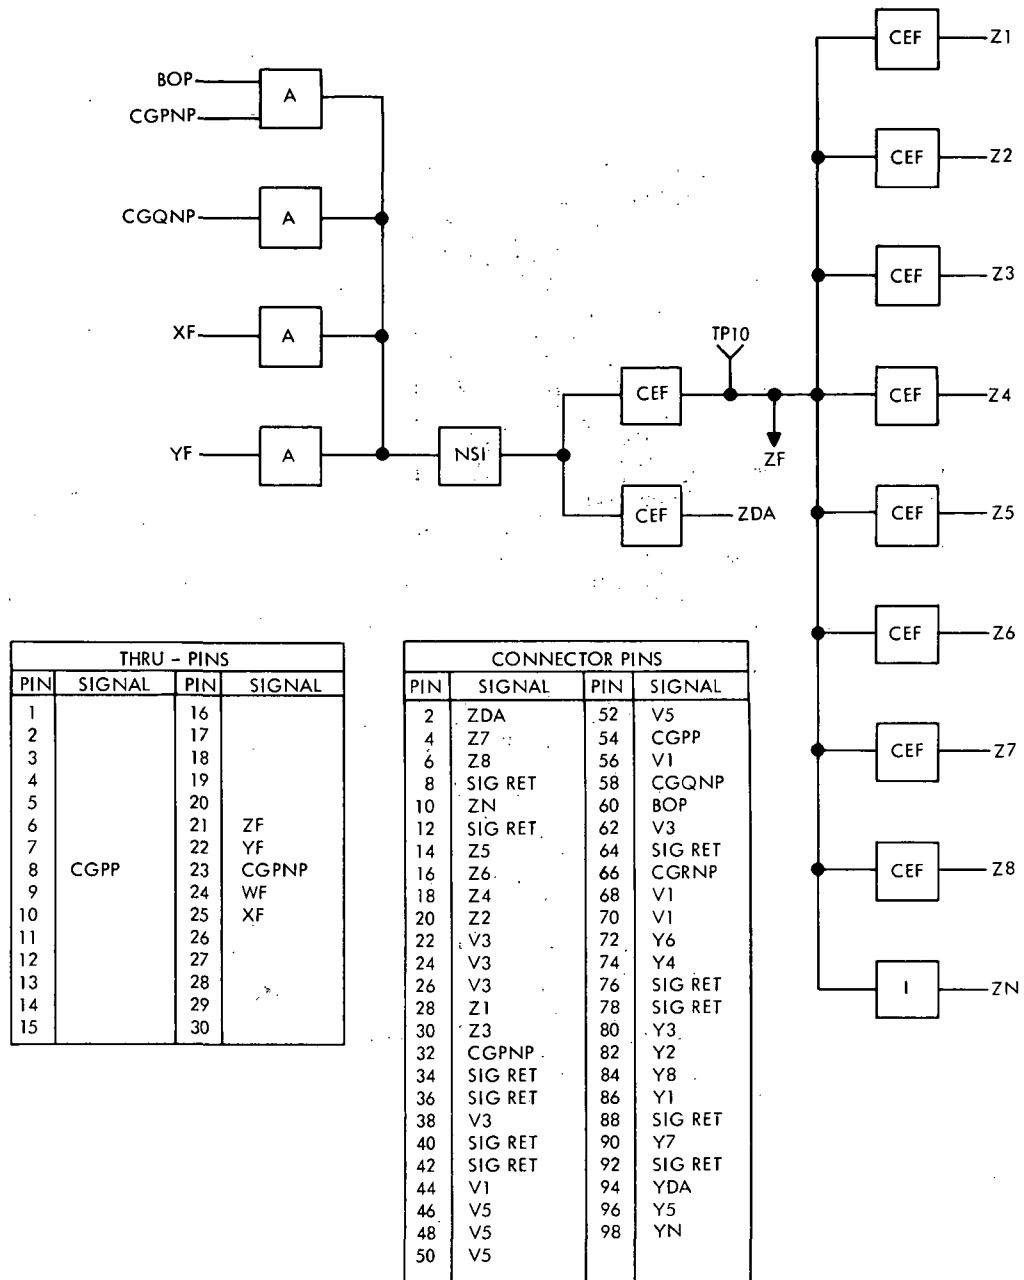 BOP
CGPNP
A
CGQNP
A
XF
A
YF
A
NSI
CEF
TP10
ZF
CEF
ZDA
CEF
Z1
CEF
Z2
CEF
Z3
CEF
Z4
CEF
Z5
CEF
Z6
CEF
Z7
CEF
Z8
I
ZN
THRU - PINS
PIN SIGNAL PIN SIGNAL
1 16
2 17
3 18
4 19
5 20
6 21 ZF
7 22 YF
8 CGPP 23 CGPNP
9 24 WF
10 25 XF
11 26
12 27
13 28
14 29
15 30
CONNECTOR PINS
PIN SIGNAL PIN SIGNAL
2 ZDA 52 V5
4 Z7 54 CGPP
6 Z8 56 V1
8 SIG RET 58 CGQNP
10 ZN 60 BOP
12 SIG RET 62 V3
14 Z5 64 SIG RET
16 Z6 66 CGRNP
18 Z4 68 V1
20 Z2 70 V1
22 V3 72 Y6
24 V3 74 Y4
26 V3 76 SIG RET
28 Z1 78 SIG RET
30 Z3 80 Y3
32 CGPNP 82 Y2
34 SIG RET 84 Y8
36 SIG RET 86 Y1
38 V3 88 SIG RET
40 SIG RET 90 Y7
42 SIG RET 92 SIG RET
44 V1 94 YDA
46 V5 96 Y5
48 V5 98 YN
50 V5